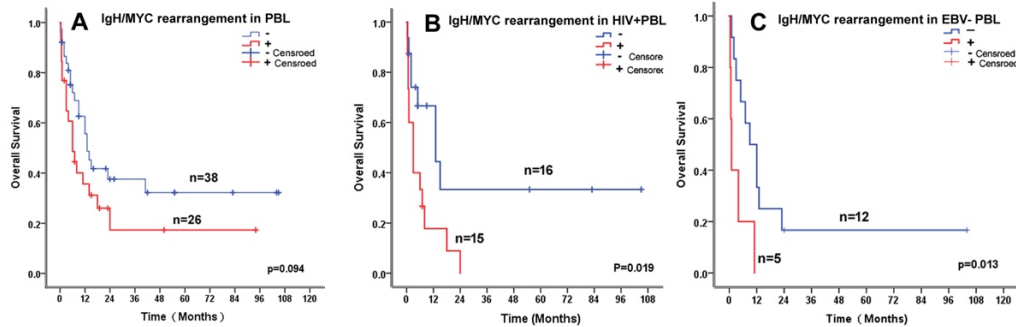 A
IgH/MYC rearrangement in PBL
-
+
- Censroed
+ Censroed
Overall Survival
1.0
0.8
0.6
0.4
0.2
0.0
n=38
n=26
p=0.094
0 12 24 36 48 60 72 84 96 108 120
Time（Months）
B
IgH/MYC rearrangement in HIV+PBL
-
+
- Censore
+ Censorec
Overall Survival
1.0
0.8
0.6
0.4
0.2
0.0
n=16
n=15
P=0.019
0 12 24 36 48 60 72 84 96 108
Time (Months)
C
IgH/MYC rearrangement in EBV- PBL
–
+
- Censroed
+ Censroed
Overall Survival
1.0
0.8
0.6
0.4
0.2
0.0
n=12
n=5
p=0.013
0 12 24 36 48 60 72 84 96 108 120
Time（Months）